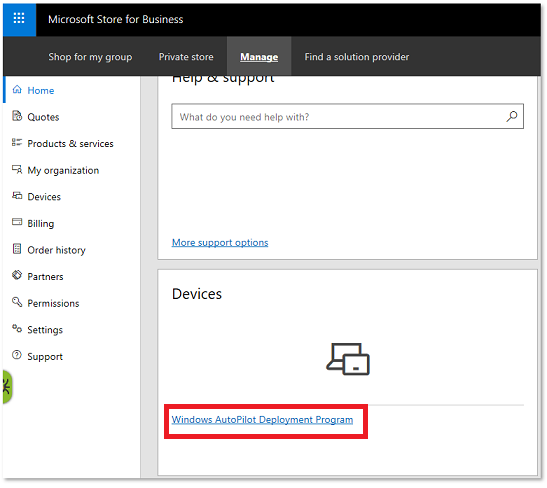 Microsoft Store for Business
Shop for my group
Private store
Manage
Find a solution provider
Home
Quotes
Products & services
My organization
Devices
Billing
Order history
Partners
Permissions
Settings
Support
Help & support
What do you need help with?
More support options
Devices
Windows AutoPilot Deployment Program